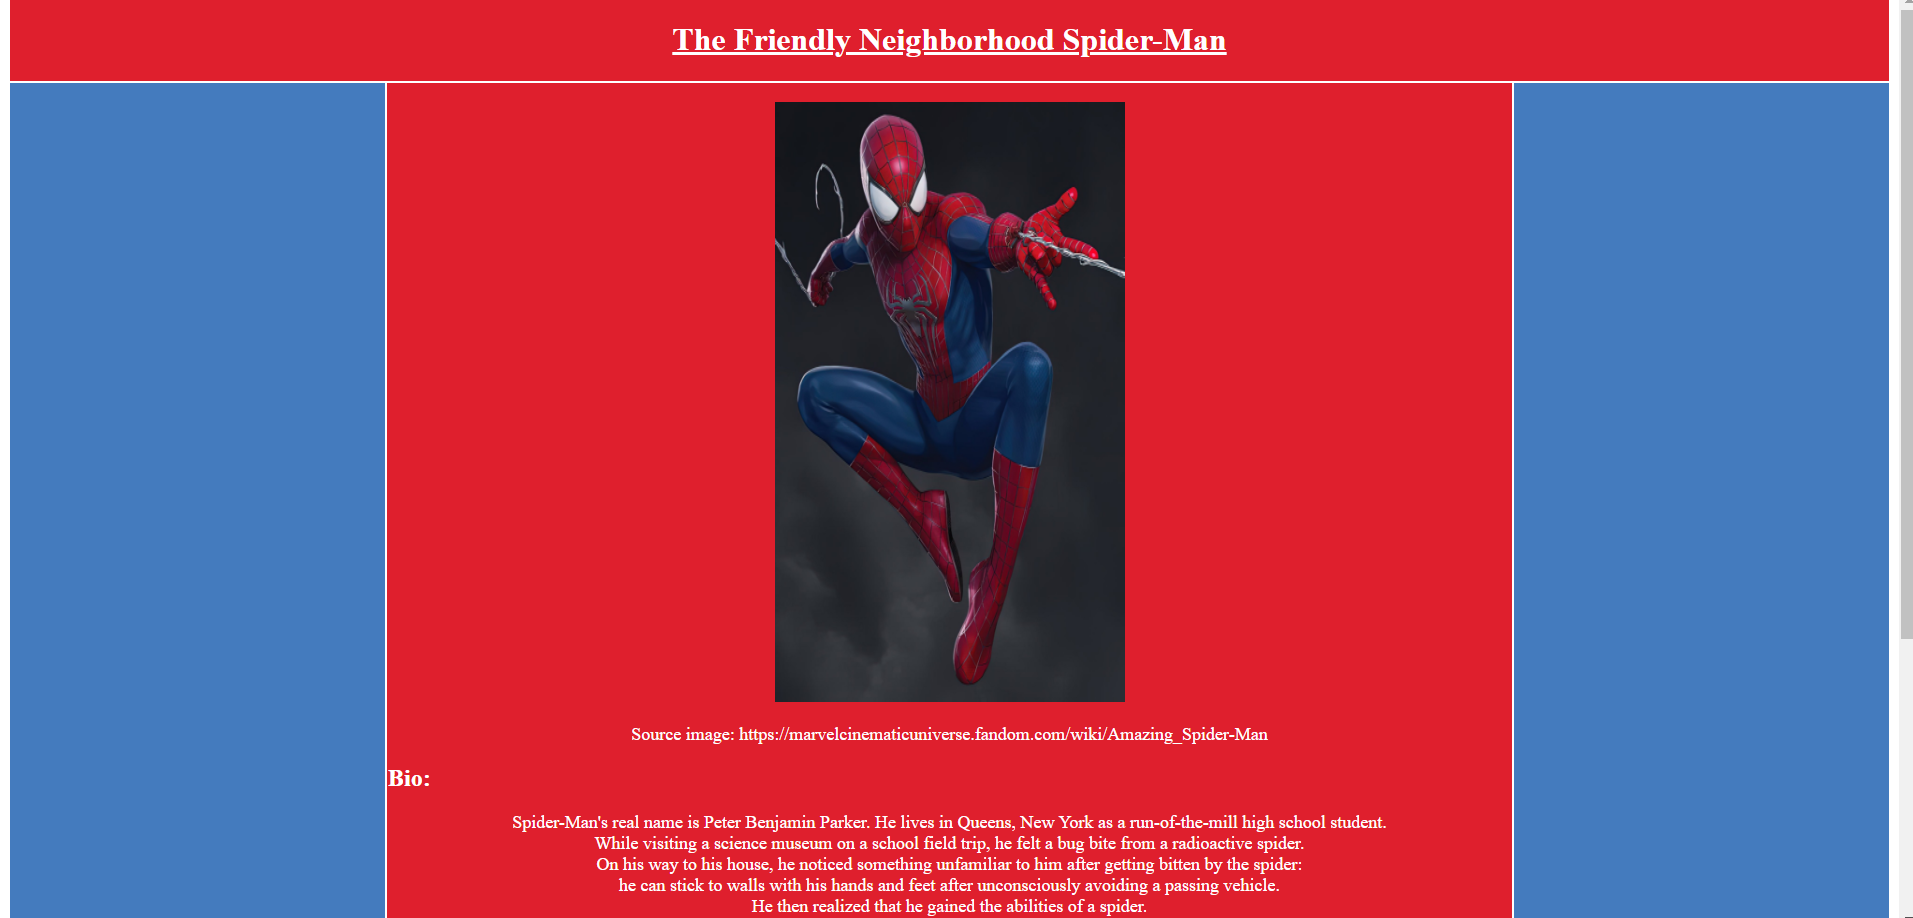 The Friendly Neighborhood Spider-Man
Source image: https://marvelcinematicuniverse.fandom.com/wiki/Amazing_Spider-Man
Bio:
Spider-Man's real name is Peter Benjamin Parker. He lives in Queens, New York as a run-of-the-mill high school student.
While visiting a science museum on a school field trip, he felt a bug bite from a radioactive spider.
On his way to his house, he noticed something unfamiliar to him after getting bitten by the spider:
he can stick to walls with his hands and feet after unconsciously avoiding a passing vehicle.
He then realized that he gained the abilities of a spider.